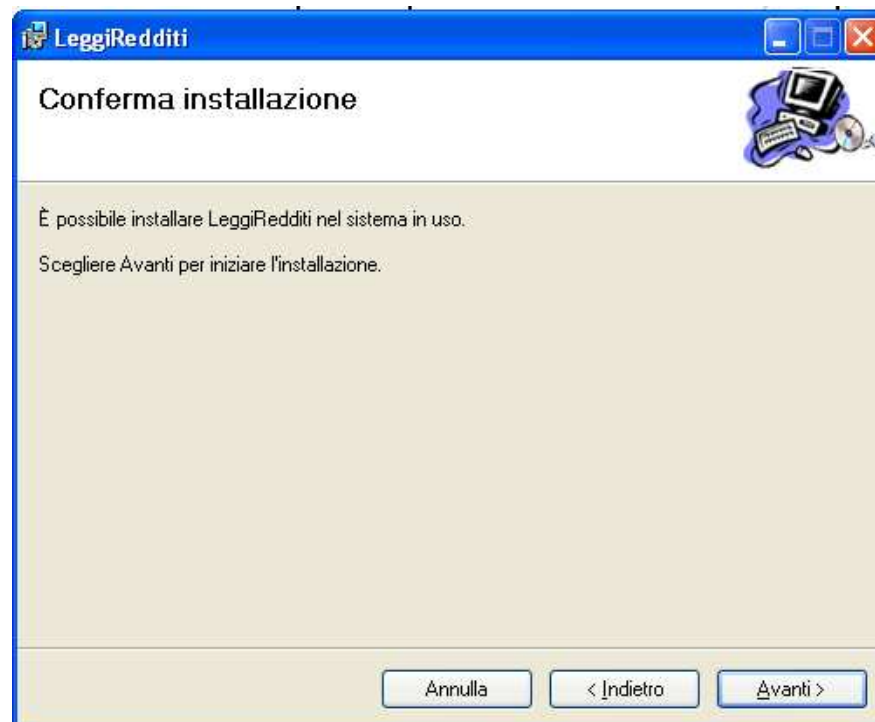 LeggiRedditi
Conferma installazione
È possibile installare LeggiRedditi nel sistema in uso.
Scegliere Avanti per iniziare l'installazione.
Annulla
< Indietro
Avanti >